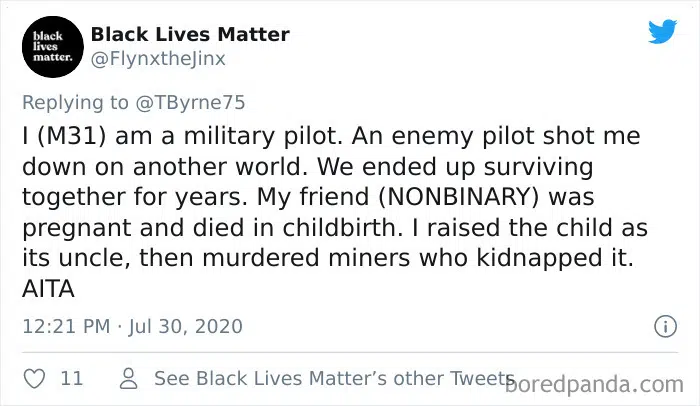 black
lives
matter.
Black Lives Matter
@FlynxtheJinx
Replying to @TByrne75
I (M31) am a military pilot. An enemy pilot shot me
down on another world. We ended up surviving
together for years. My friend (NONBINARY) was
pregnant and died in childbirth. I raised the child as
its uncle, then murdered miners who kidnapped it.
AITA
12:21 PM · Jul 30, 2020
11
See Black Lives Matter’s other Tweets
boredpanda.com